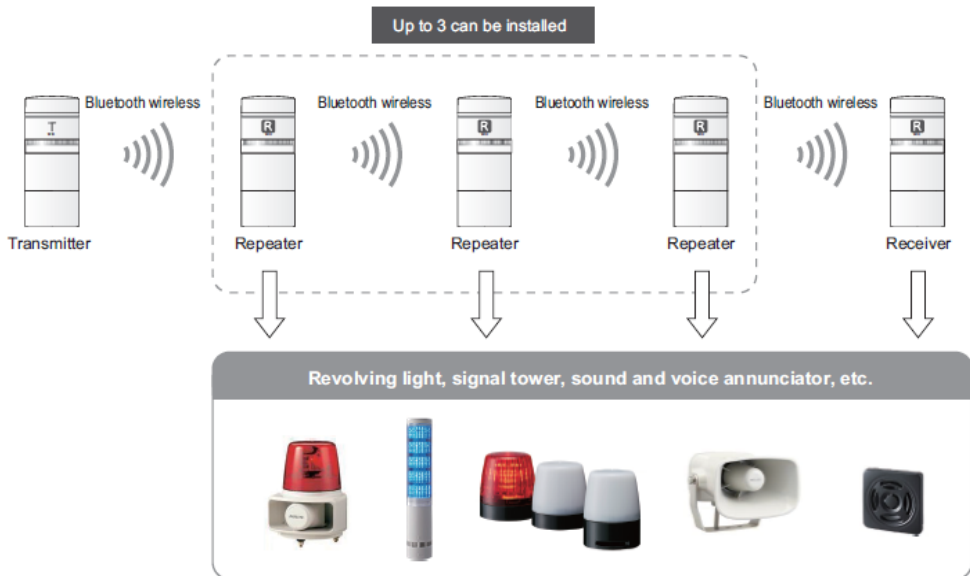 Up to 3 can be installed
Bluetooth wireless
Bluetooth wireless
Bluetooth wireless
Bluetooth wireless
T
R
R
R
R
Transmitter
Repeater
Repeater
Repeater
Receiver
Revolving light, signal tower, sound and voice annunciator, etc.